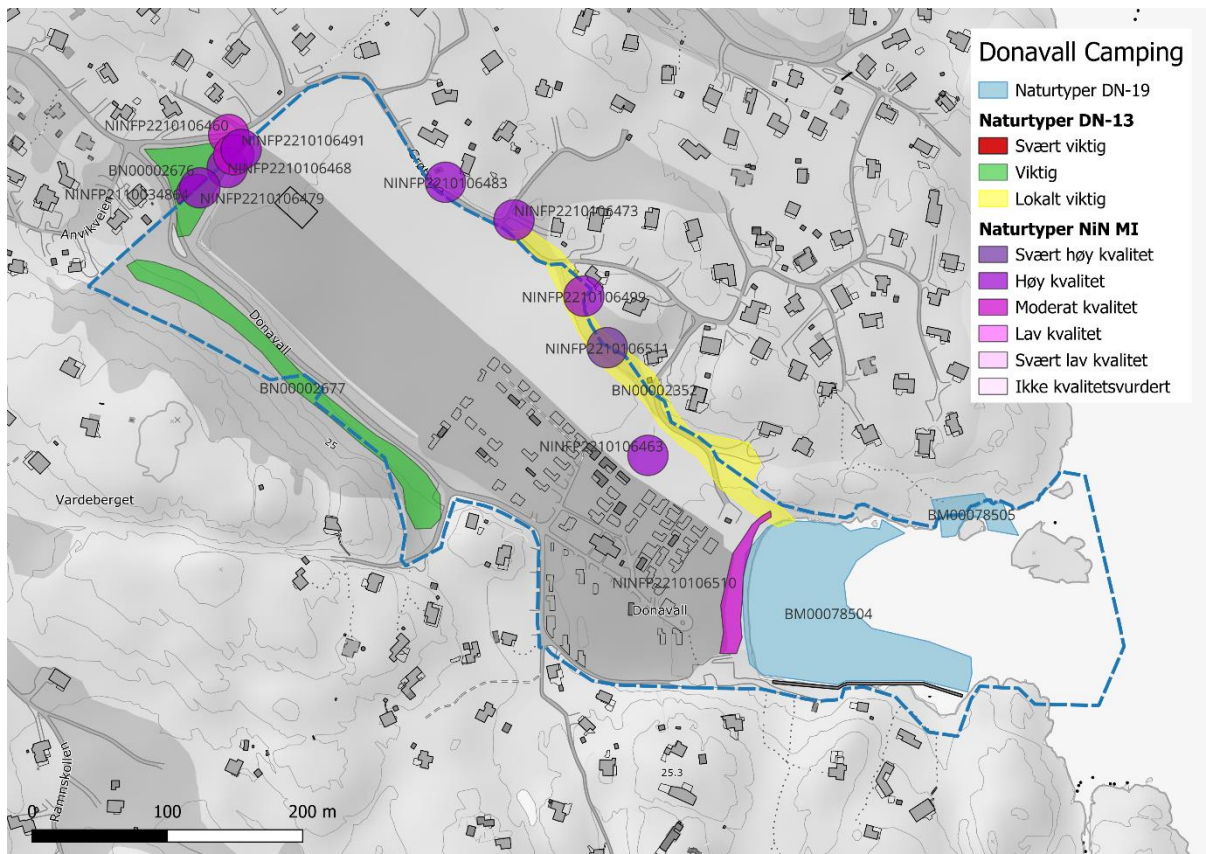 Donavall Camping
Naturtyper DN-19
Naturtyper DN-13
Svært viktig
Viktig
Lokalt viktig
Naturtyper NiN MI
Svært høy kvalitet
Høy kvalitet
Moderat kvalitet
Lav kvalitet
Svært lav kvalitet
Ikke kvalitetsvurdert
NINFP2210106460
NINFP2210106491
BN00002676
NINFP2210106468
NINFP2210106479
Anvikveien
NINFP2210106483
NINFP2210106473
NINFP2210106499
NINFP2210106511
Donavall
BN00002677
BN00002352
25
NINFP2210106463
Vardeberget
BM00078505
NINFP2210106510
Donavall
BM00078504
Ramnskollen
25.3
0 100 200 m